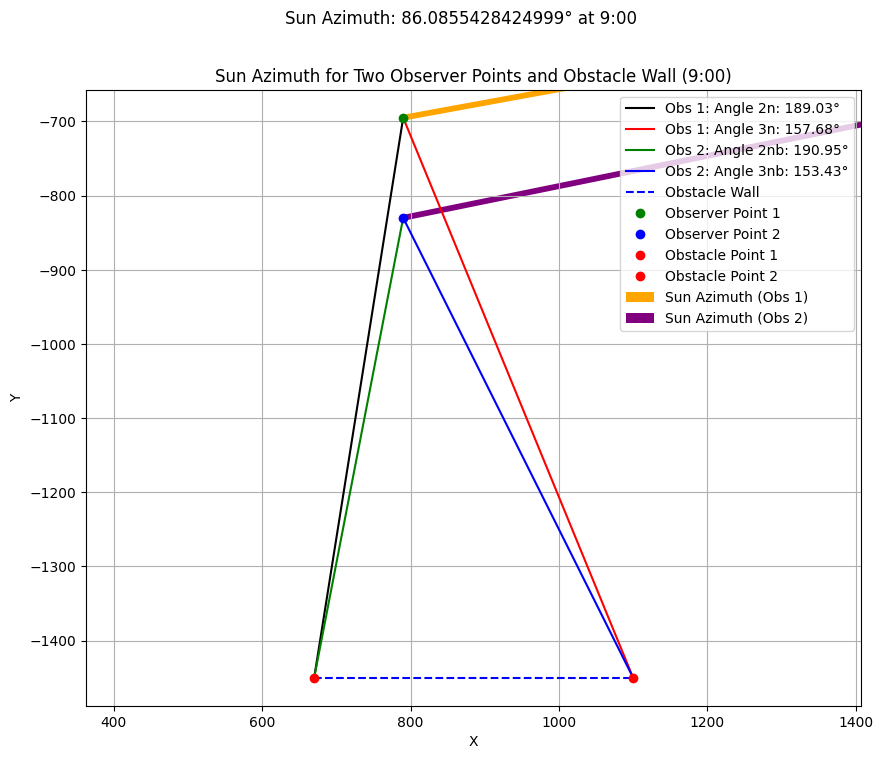 Sun Azimuth: 86.0855428424999° at 9:00
Sun Azimuth for Two Observer Points and Obstacle Wall (9:00)
Obs 1: Angle 2n: 189.03°
Obs 1: Angle 3n: 157.68°
Obs 2: Angle 2nb: 190.95°
Obs 2: Angle 3nb: 153.43°
Obstacle Wall
Observer Point 1
Observer Point 2
Obstacle Point 1
Obstacle Point 2
Sun Azimuth (Obs 1)
Sun Azimuth (Obs 2)
−700
−800
−900
−1000
−1100
−1200
−1300
−1400
Y
400 600 800 1000 1200 1400
X